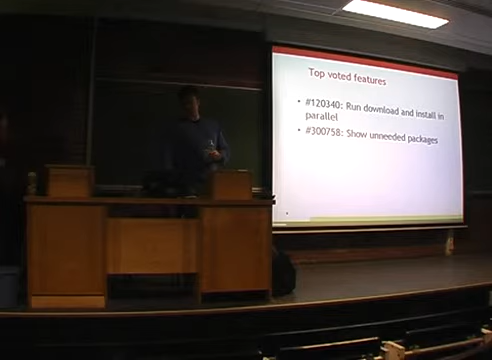 Top voted features
• #120340: Run download and install in
parallel
• #300758: Show unneeded packages